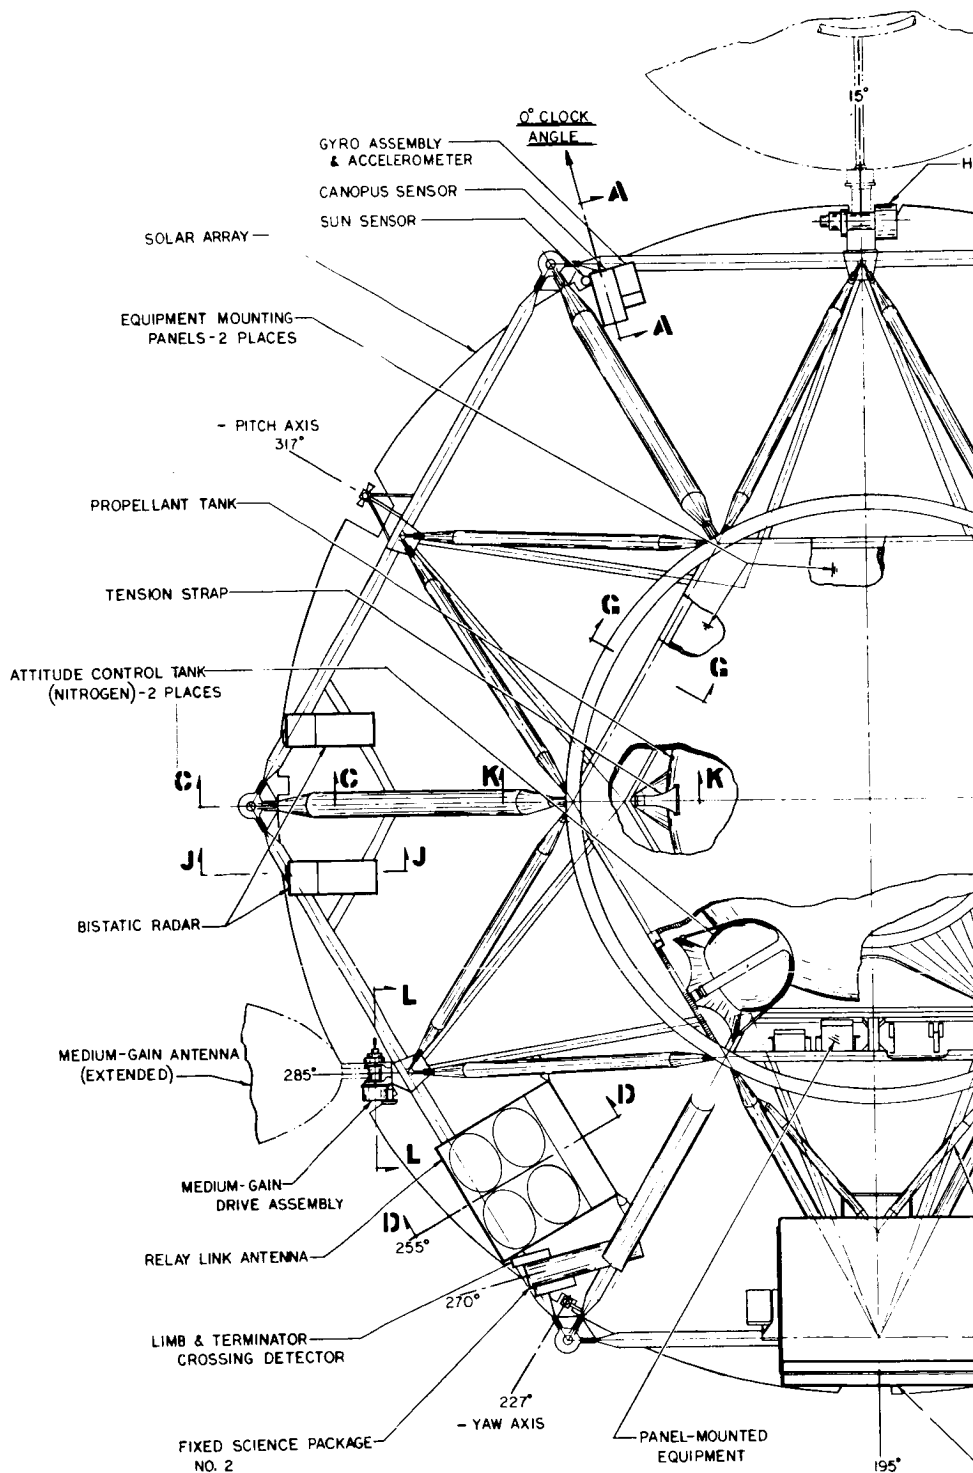 15°
0° CLOCK
ANGLE
GYRO ASSEMBLY
& ACCELEROMETER
A
H
CANOPUS SENSOR
SUN SENSOR
SOLAR ARRAY
EQUIPMENT MOUNTING
PANELS-2 PLACES
A
- PITCH AXIS
317°
PROPELLANT TANK
TENSION STRAP
G
G
ATTITUDE CONTROL TANK
(NITROGEN)-2 PLACES
C
C
K
K
J
J
BISTATIC RADAR
L
MEDIUM-GAIN ANTENNA
(EXTENDED)
285°
D
L
MEDIUM-GAIN
DRIVE ASSEMBLY
D
255°
RELAY LINK ANTENNA
270°
LIMB & TERMINATOR
CROSSING DETECTOR
227°
- YAW AXIS
FIXED SCIENCE PACKAGE
NO. 2
PANEL-MOUNTED
EQUIPMENT
195°